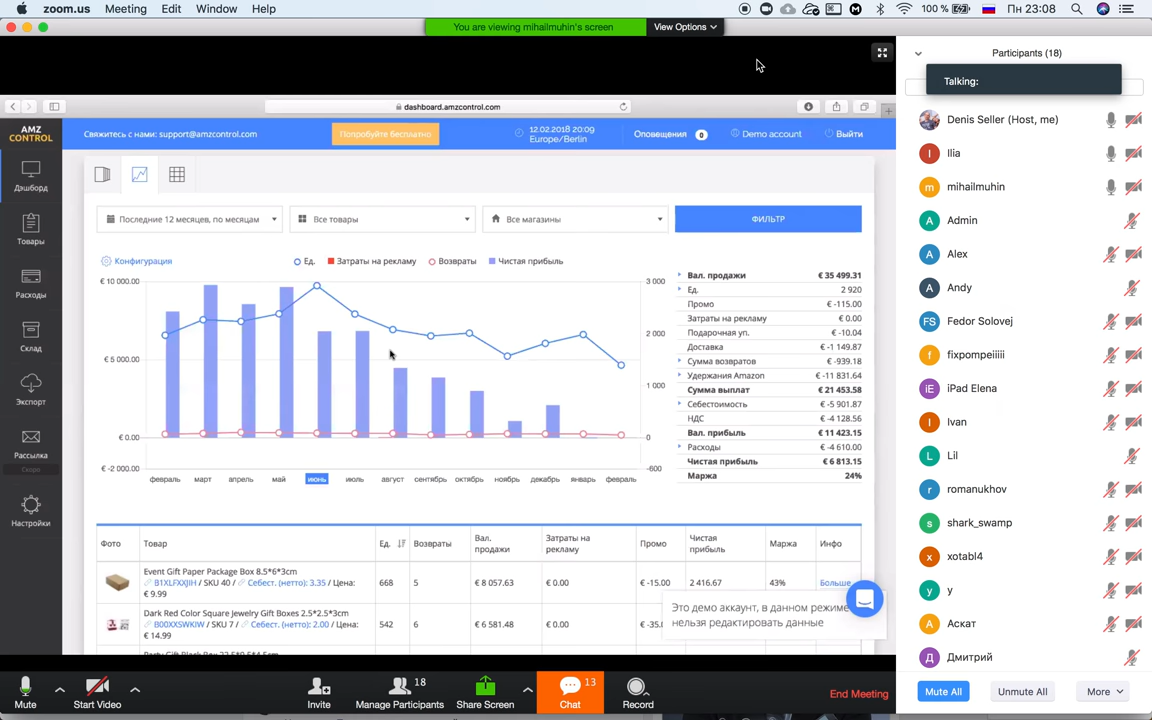 zoom.us Meeting Edit Window Help
100 % Пн 23:08
You are viewing mihailmuhin's screen
View Options
Participants (18)
Talking:
dashboard.amzcontrol.com
AMZ
CONTROL
Свяжитесь с нами: support@amzcontrol.com
Попробуйте бесплатно
12.02.2018 20:09
Europe/Berlin
Оповещения 0
Demo account
Выйти
Дэшборд
Товары
Расходы
Склад
Экспорт
Рассылка
Скоро
Настройки
Последние 12 месяцев, по месяцам
Все товары
Все магазины
ФИЛЬТР
Конфигурация
Ед.
Затраты на рекламу
Возвраты
Чистая прибыль
€ 10 000.00
€ 5 000.00
€ 0.00
€ -2 000.00
3 000
2 000
1 000
0
-600
февраль март апрель май июнь июль август сентябрь октябрь ноябрь декабрь январь февраль
Вал. продажи € 35 499.31
Ед. 2 920
Промо € -115.00
Затраты на рекламу € 0.00
Подарочная уп. € -10.04
Доставка € -1 149.87
Сумма возвратов € -939.18
Удержания Amazon € -11 831.64
Сумма выплат € 21 453.58
Себестоимость € -5 901.87
НДС € -4 128.56
Вал. прибыль € 11 423.15
Расходы € -4 610.00
Чистая прибыль € 6 813.15
Маржа 24%
Фото
Товар
Ед.
Возвраты
Вал.
продажи
Затраты на
рекламу
Промо
Чистая
прибыль
Маржа
Инфо
Event Gift Paper Package Box 8.5*6*3cm
B1XLFXXJIH / SKU 40 / Себест. (нетто): 3.35 / Цена:
€ 9.99
668 5 € 8 057.63 € 0.00 € -15.00 2 416.67 43% Больше
Dark Red Color Square Jewelry Gift Boxes 2.5*2.5*3cm
B00XXSWKIW / SKU 7 / Себест. (нетто): 2.00 / Цена:
€ 14.99
542 6 € 6 581.48 € 0.00 € -35.
Это демо аккаунт, в данном режиме
нельзя редактировать данные
Denis Seller (Host, me)
I Ilia
m mihailmuhin
A Admin
A Alex
A Andy
FS Fedor Solovej
f fixpompeiiiii
iE iPad Elena
I Ivan
L Lil
r romanukhov
s shark_swamp
x xotabl4
y y
А Аскат
Д Дмитрий
Mute
Start Video
Invite
18
Manage Participants
Share Screen
13
Chat
Record
End Meeting
Mute All
Unmute All
More